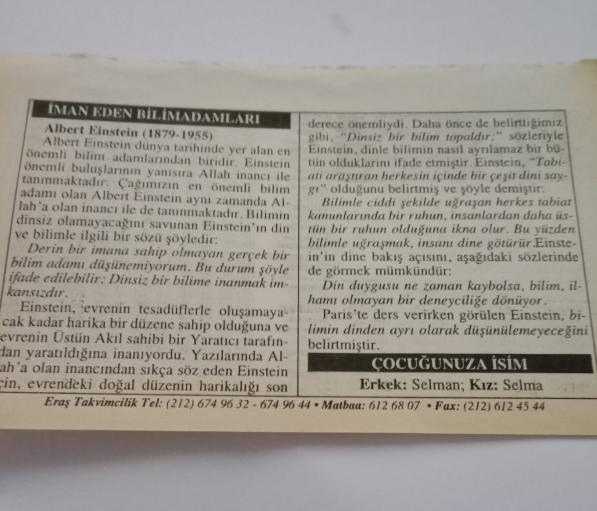 İMAN EDEN BİLİMADAMLARI
Albert Einstein (1879-1955)
Albert Einstein dünya tarihinde yer alan en
önemli bilim adamlarından biridir. Einstein
önemli buluşlarının yanısıra Allah inancı ile
tanınmaktadır. Çağımızın en önemli bilim
adamı olan Albert Einstein aynı zamanda Al-
lah'a olan inancı ile de tanınmaktadır. Bilimin
dinsiz olamayacağını savunan Einstein'ın din
ve bilimle ilgili bir sözü şöyledir:
Derin bir imana sahip olmayan gerçek bir
bilim adamı düşünemiyorum. Bu durum şöyle
ifade edilebilir: Dinsiz bir bilime inanmak im-
kansızdır.
Einstein, evrenin tesadüflerle oluşamaya-
cak kadar harika bir düzene sahip olduğuna ve
evrenin Üstün Akıl sahibi bir Yaratıcı tarafın-
dan yaratıldığına inanıyordu. Yazılarında Al-
lah'a olan inancından sıkça söz eden Einstein
için, evrendeki doğal düzenin harikalığı son
derece önemliydi. Daha önce de belirttiğimiz
gibi, "Dinsiz bir bilim topaldır;" sözleriyle
Einstein, dinle bilimin nasıl ayrılamaz bir bü-
tün olduklarını ifade etmiştir. Einstein, "Tabi-
atı araştıran herkesin içinde bir çeşit dini say-
gı" olduğunu belirtmiş ve şöyle demiştir:
Bilimle ciddi şekilde uğraşan herkes tabiat
kanunlarında bir ruhun, insanlardan daha üs-
tün bir ruhun olduğuna ikna olur. Bu yüzden
bilimle uğraşmak, insanı dine götürür.Einste-
in'in dine bakış açısını, aşağıdaki sözlerinde
de görmek mümkündür:
Din duygusu ne zaman kaybolsa, bilim, il-
hamı olmayan bir deneyciliğe dönüyor.
Paris'te ders verirken görülen Einstein, bi-
limin dinden ayrı olarak düşünülemeyeceğini
belirtmiştir.
ÇOCUĞUNUZA İSİM
Erkek: Selman; Kız: Selma
Eraş Takvimcilik Tel: (212) 674 96 32 - 674 96 44 • Matbaa: 612 68 07 • Fax: (212) 612 45 44